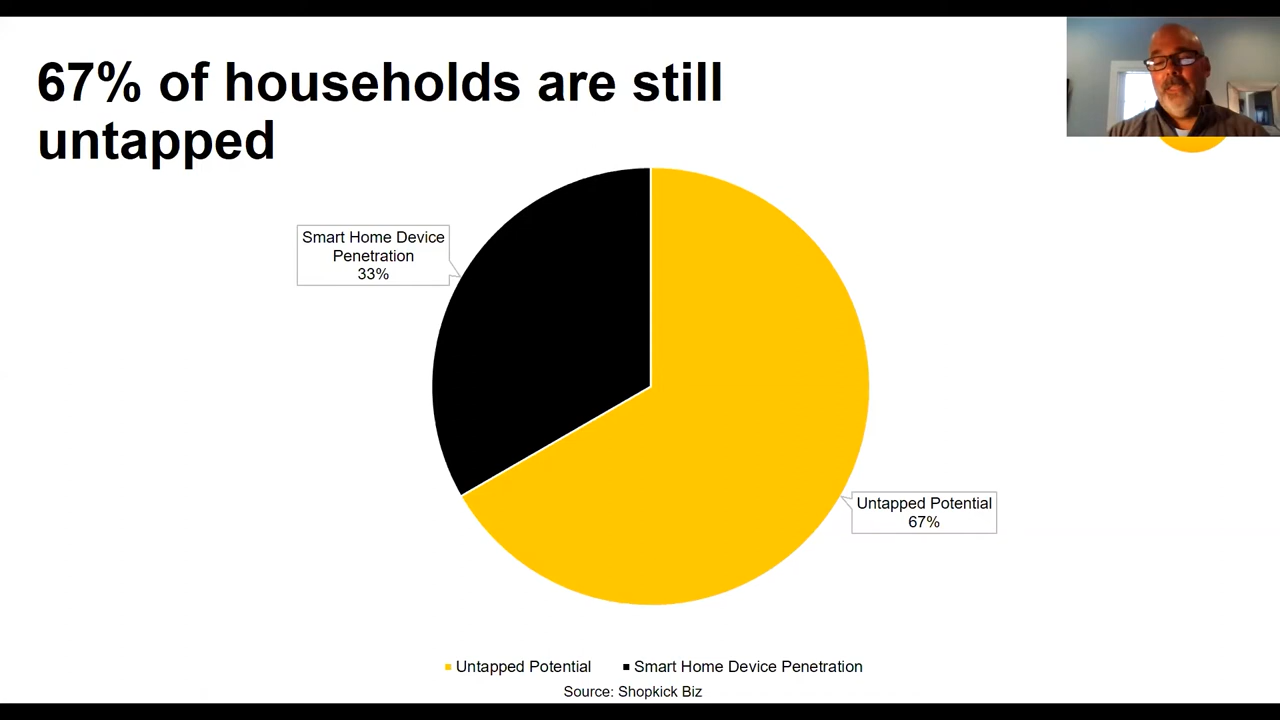 67% of households are still
untapped
Smart Home Device
Penetration
33%
Untapped Potential
67%
Untapped Potential
Smart Home Device Penetration
Source: Shopkick Biz